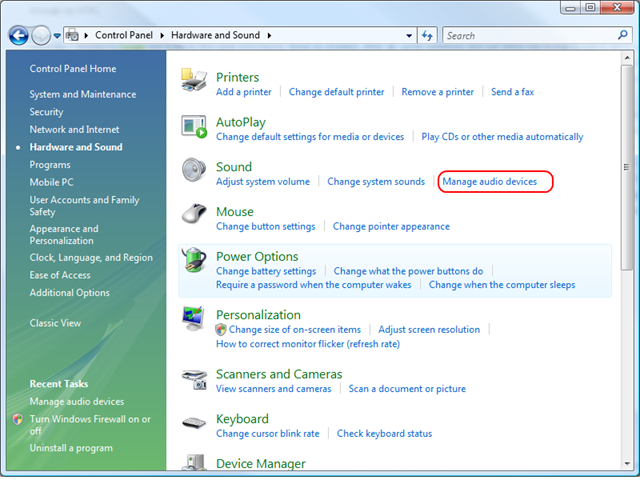 Control Panel Hardware and Sound Search
Control Panel Home
System and Maintenance
Security
Network and Internet
Hardware and Sound
Programs
Mobile PC
User Accounts and Family
Safety
Appearance and
Personalization
Clock, Language, and Region
Ease of Access
Additional Options
Classic View
Recent Tasks
Manage audio devices
Turn Windows Firewall on or
off
Uninstall a program
Printers
Add a printer Change default printer Remove a printer Send a fax
AutoPlay
Change default settings for media or devices Play CDs or other media automatically
Sound
Adjust system volume Change system sounds Manage audio devices
Mouse
Change button settings Change pointer appearance
Power Options
Change battery settings Change what the power buttons do
Require a password when the computer wakes Change when the computer sleeps
Personalization
Change size of on-screen items Adjust screen resolution
How to correct monitor flicker (refresh rate)
Scanners and Cameras
View scanners and cameras Scan a document or picture
Keyboard
Change cursor blink rate Check keyboard status
Device Manager